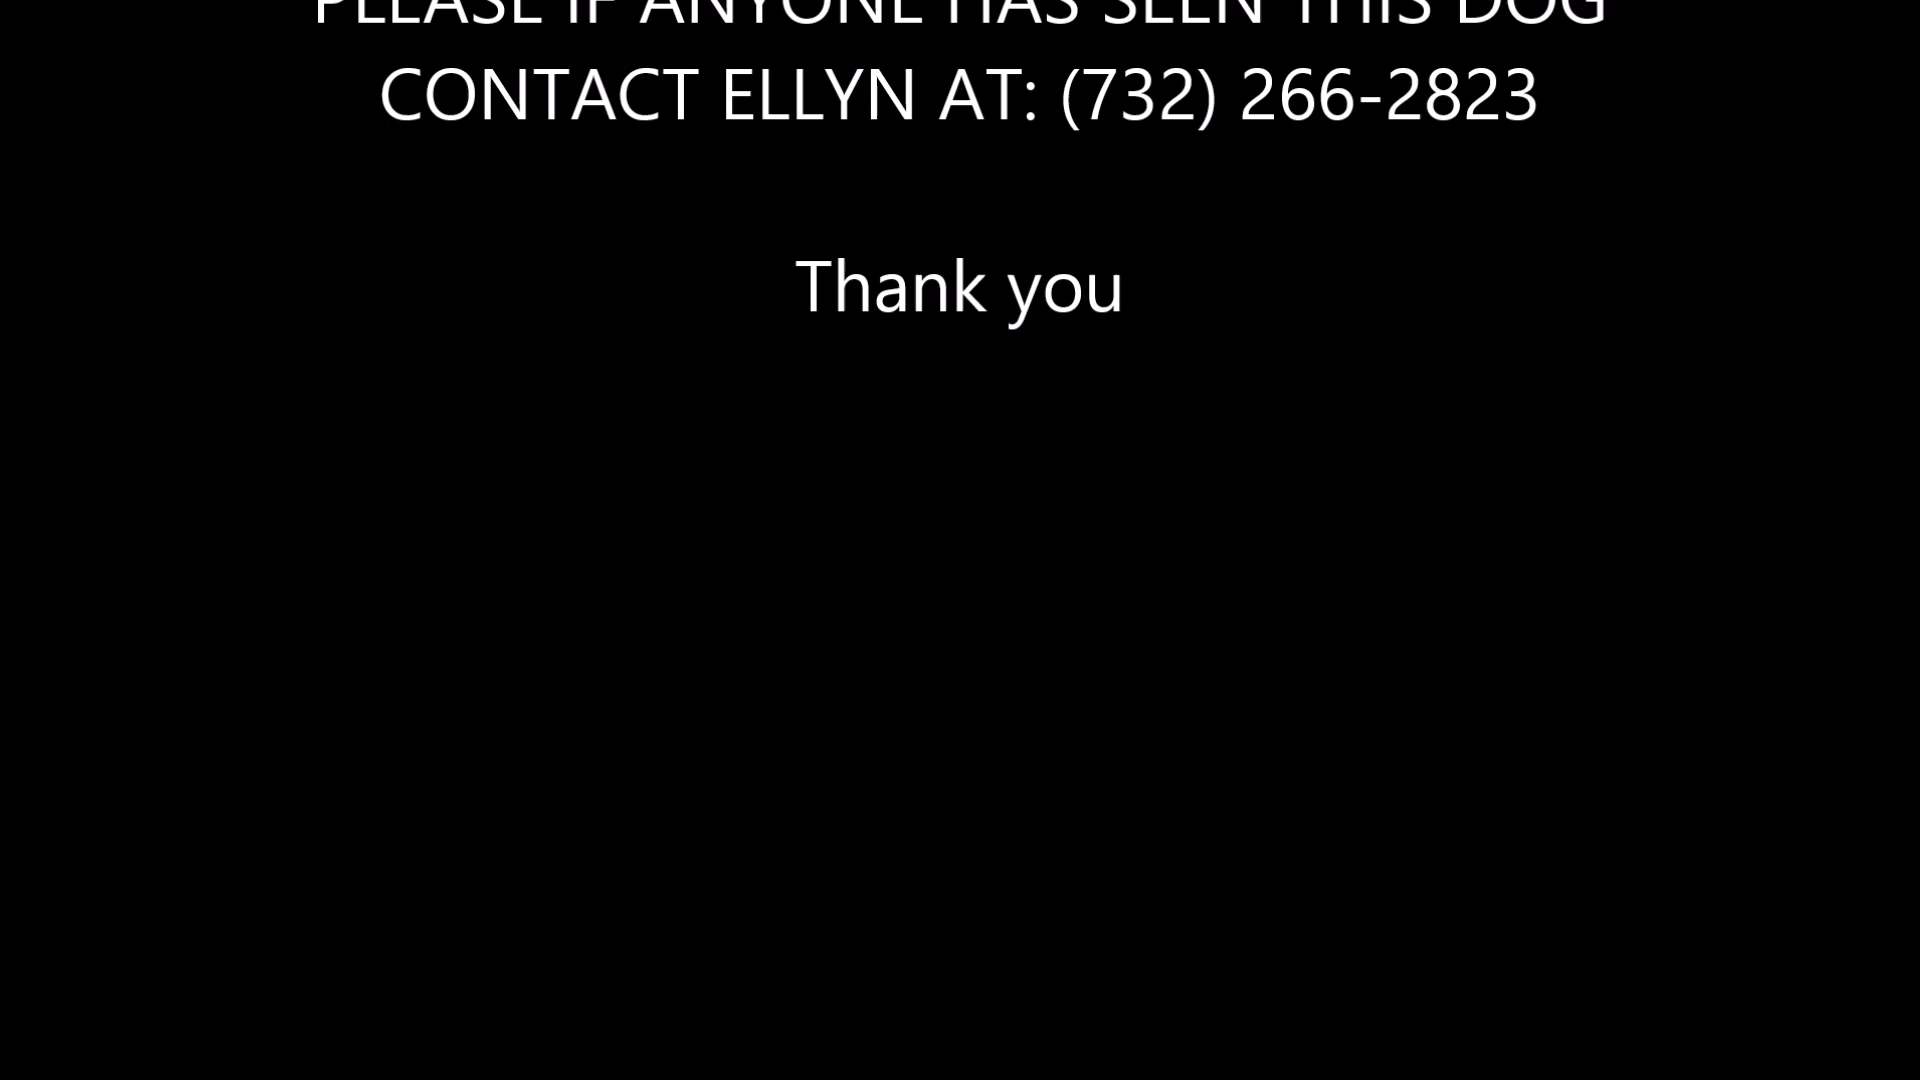 PLEASE IF ANYONE HAS SEEN THIS DOG
CONTACT ELLYN AT: (732) 266-2823
Thank you